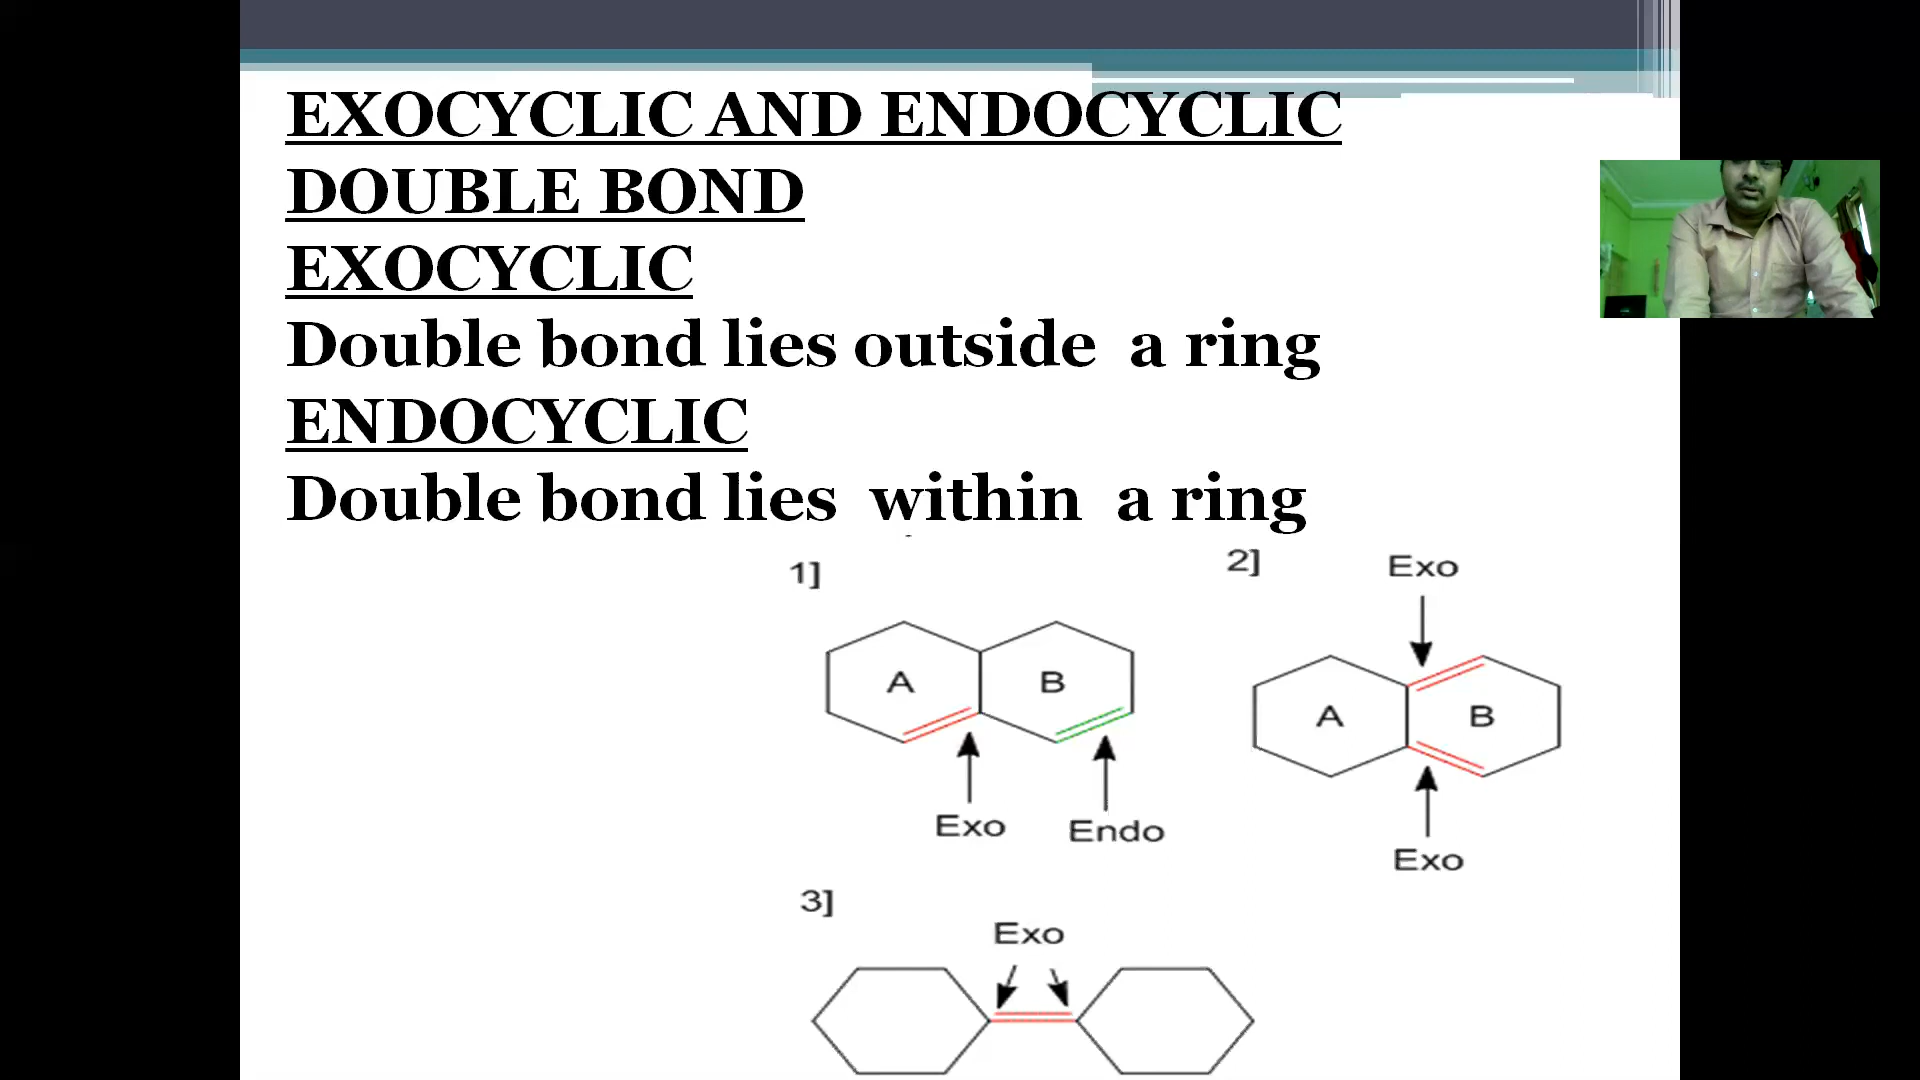 EXOCYCLIC AND ENDOCYCLIC
DOUBLE BOND
EXOCYCLIC
Double bond lies outside a ring
ENDOCYCLIC
Double bond lies within a ring
1]
A
B
Exo
Endo
2]
Exo
A
B
Exo
3]
Exo